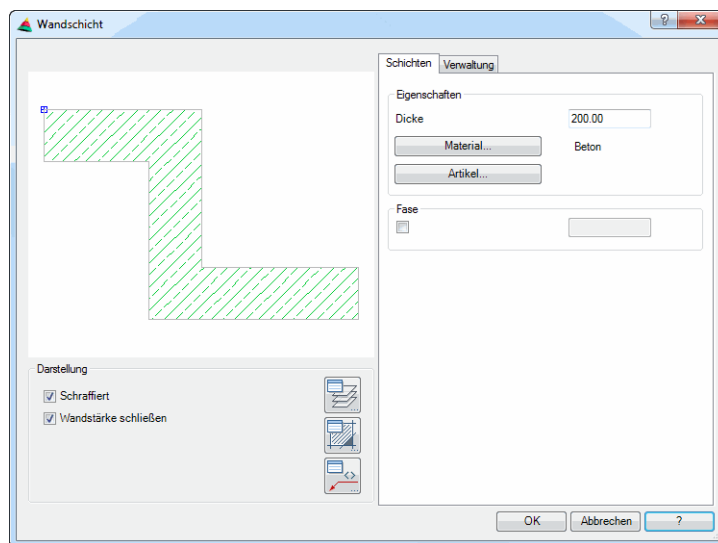 Wandschicht
Schichten Verwaltung
Eigenschaften
Dicke 200.00
Material... Beton
Artikel...
Fase
Darstellung
Schraffiert
Wandstärke schließen
OK Abbrechen ?